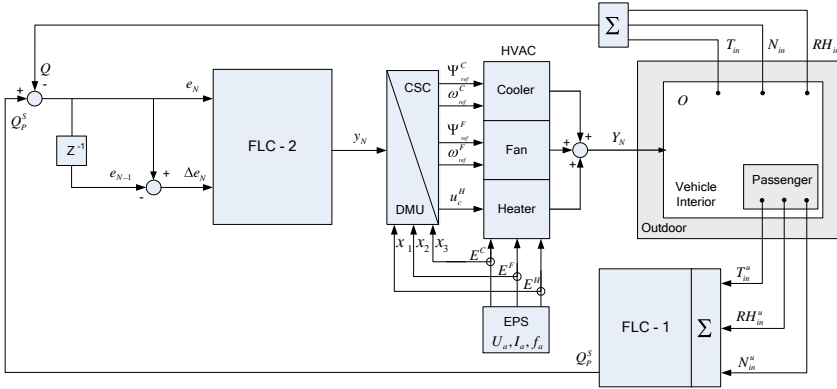 Σ
T_in
N_in
RH_in
HVAC
Q
Q_P^S
+
-
Z^-1
e_N
e_{N-1}
+
-
Δe_N
FLC - 2
y_N
CSC
DMU
Ψ_ref^C
ω_ref^C
Ψ_ref^F
ω_ref^F
u_c^H
Cooler
Fan
Heater
+
+
+
Y_N
O
Vehicle
Interior
Passenger
Outdoor
x_1 x_2 x_3
E^C
E^F
E^H
EPS
U_a, I_a, f_a
T_in^u
RH_in^u
N_in^u
FLC - 1
Σ
Q_P^S